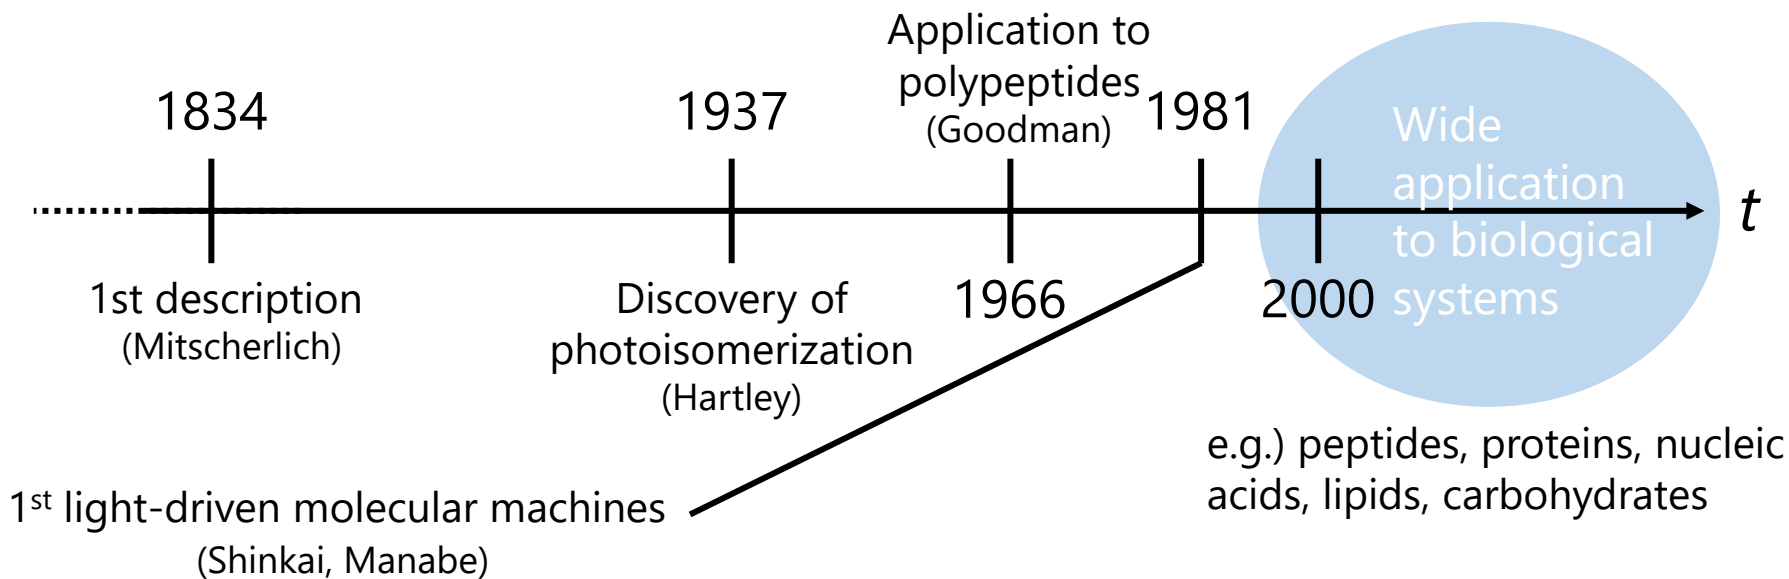 Application to
polypeptides
(Goodman)
1834
1937
1981
Wide
application
to biological
systems
t
1st description
(Mitscherlich)
Discovery of
photoisomerization
(Hartley)
1966
2000
1st light-driven molecular machines
(Shinkai, Manabe)
e.g.) peptides, proteins, nucleic
acids, lipids, carbohydrates